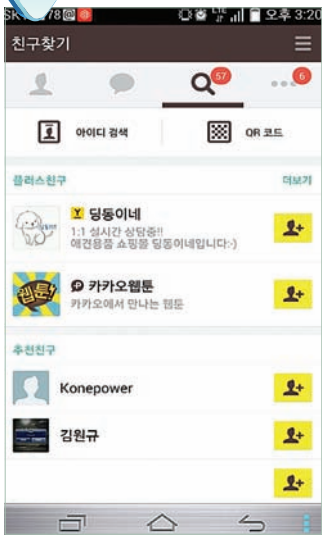 오후 3:20
친구찾기
57
6
아이디 검색
QR 코드
플러스친구
더보기
딩동이네
1:1 실시간 상담중!!
애견용품 쇼핑몰 딩동이네입니다:-)
웹툰!
카카오웹툰
카카오에서 만나는 웹툰
추천친구
Konepower
김원규